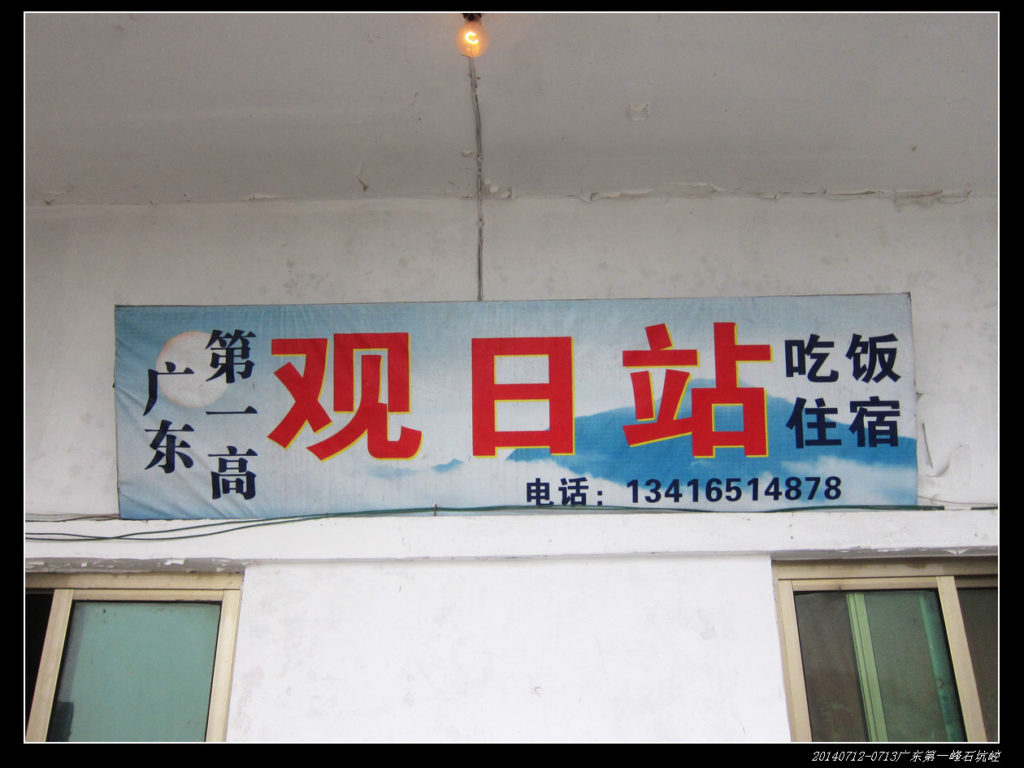 广东
第一高
观日站
吃饭
住宿
电话：13416514878
20140712-0713广东第一峰石坑崆